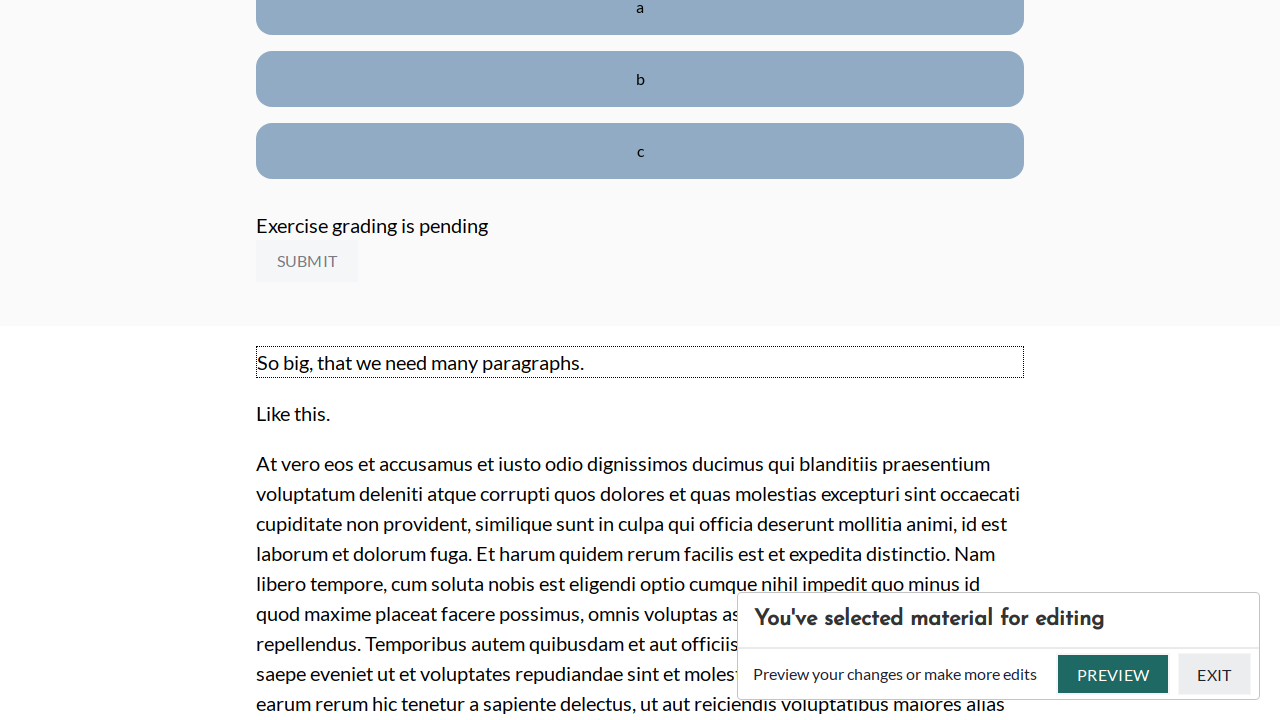 a
b
c
Exercise grading is pending
SUBMIT
So big, that we need many paragraphs.
Like this.
At vero eos et accusamus et iusto odio dignissimos ducimus qui blanditiis praesentium
voluptatum deleniti atque corrupti quos dolores et quas molestias excepturi sint occaecati
cupiditate non provident, similique sunt in culpa qui officia deserunt mollitia animi, id est
laborum et dolorum fuga. Et harum quidem rerum facilis est et expedita distinctio. Nam
libero tempore, cum soluta nobis est eligendi optio cumque nihil impedit quo minus id
quod maxime placeat facere possimus, omnis voluptas
repellendus. Temporibus autem quibusdam et aut
saepe eveniet ut et voluptates repudiandae sint et
earum rerum hic tenetur a sapiente delectus, ut aut reiciendis voluptatibus maiores alias
You've selected material for editing
Preview your changes or make more edits
PREVIEW
EXIT